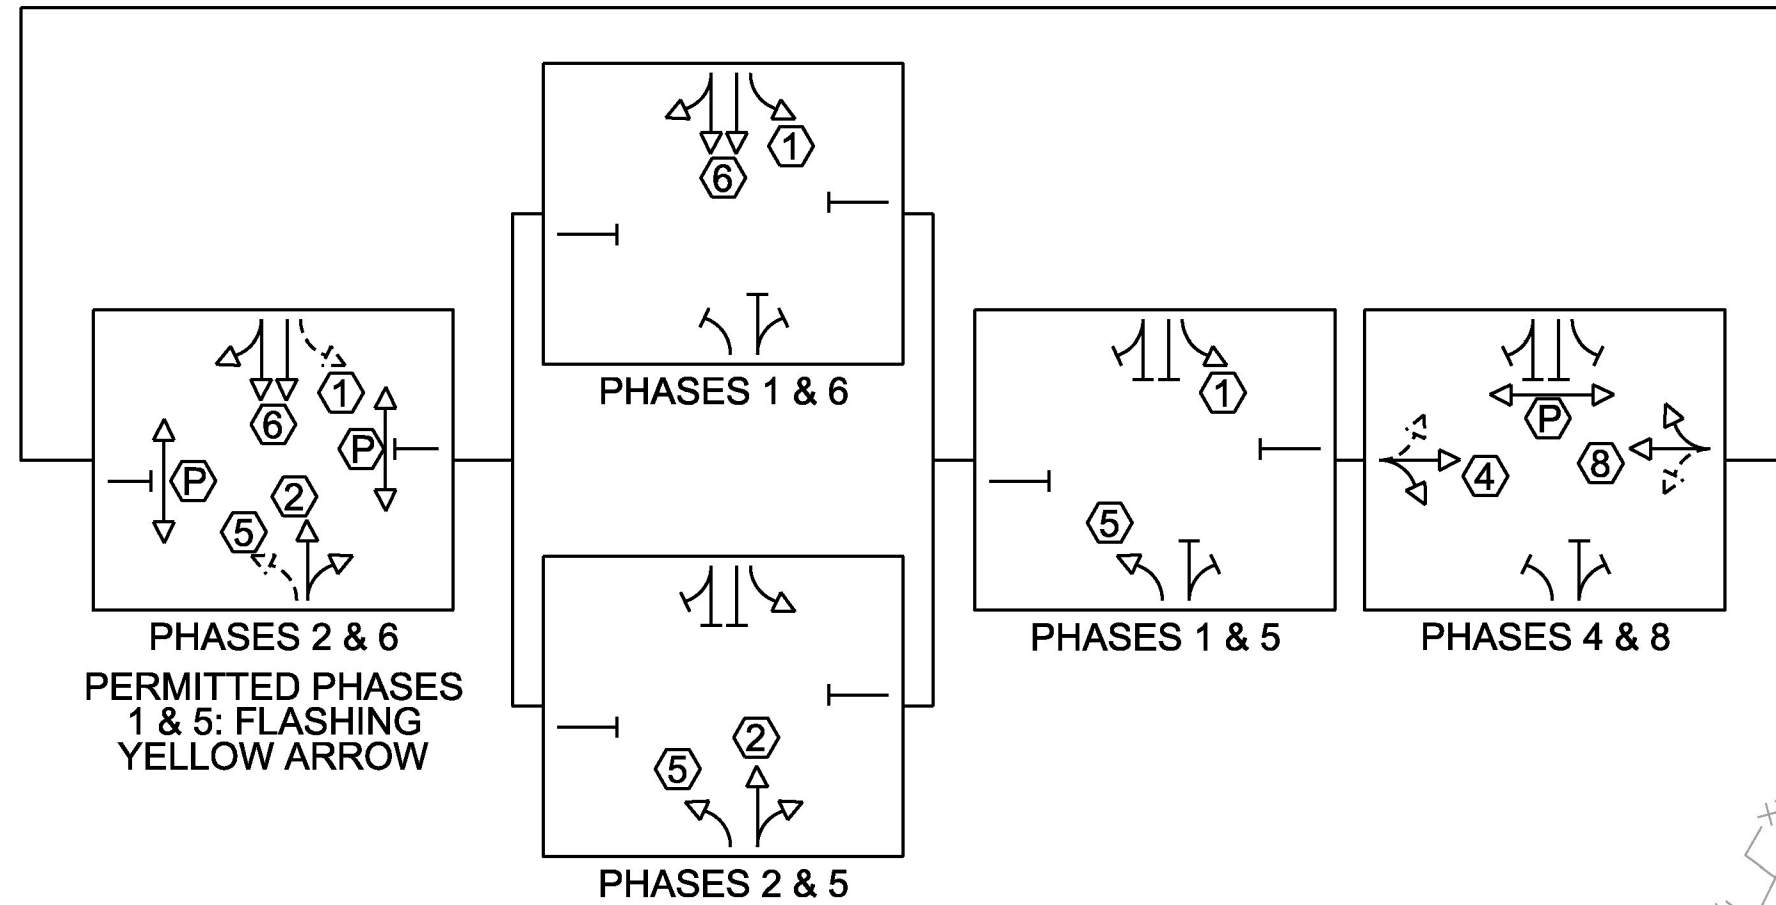 6
1
PHASES 1 & 6
6
1
P
P
2
5
PHASES 2 & 6
PERMITTED PHASES
1 & 5: FLASHING
YELLOW ARROW
5
2
PHASES 2 & 5
1
5
PHASES 1 & 5
P
4
8
PHASES 4 & 8